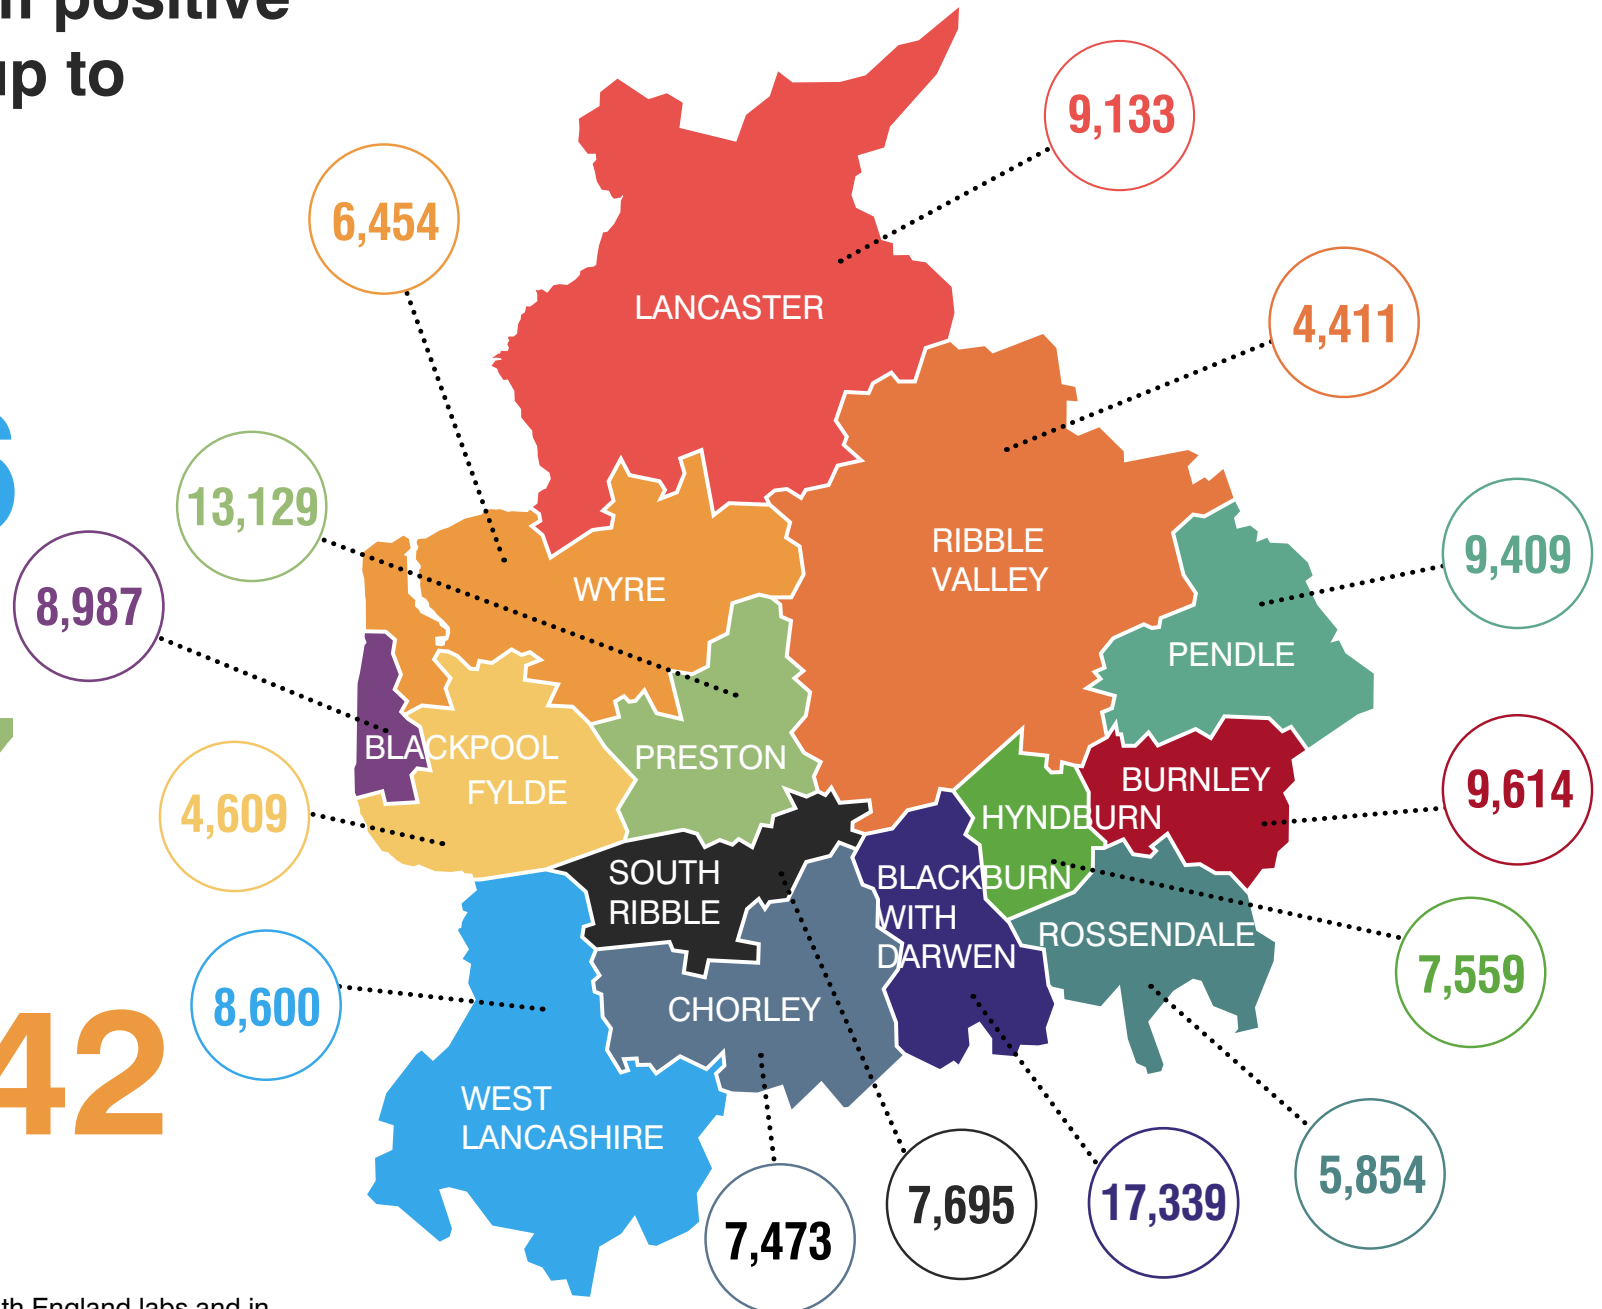 positive
up to
9,133
6,454
4,411
LANCASTER
13,129
9,409
8,987
RIBBLE
VALLEY
WYRE
PENDLE
BLACKPOOL
PRESTON
FYLDE
4,609
BURNLEY
9,614
HYNDBURN
SOUTH
RIBBLE
BLACKBURN
WITH
DARWEN
ROSSENDALE
7,559
8,600
CHORLEY
42
WEST
LANCASHIRE
7,473
7,695
17,339
5,854
England labs and in